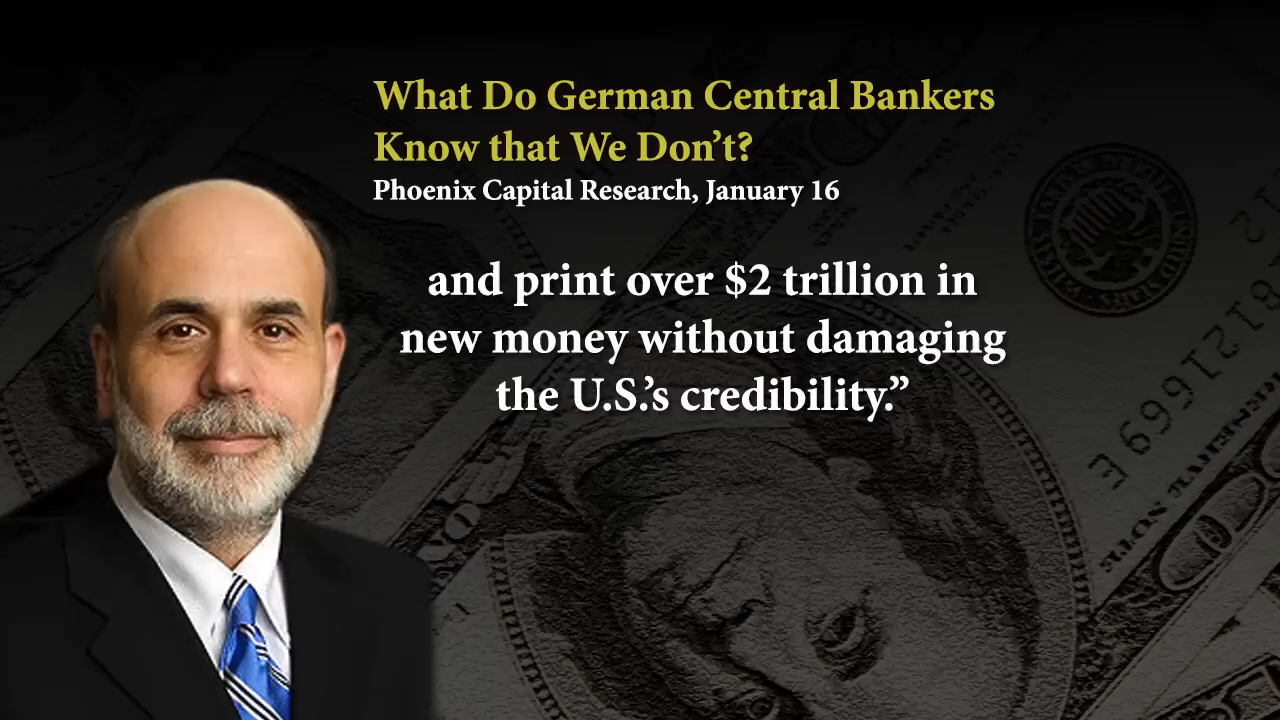 What Do German Central Bankers
Know that We Don’t?
Phoenix Capital Research, January 16
and print over $2 trillion in
new money without damaging
the U.S.’s credibility.”